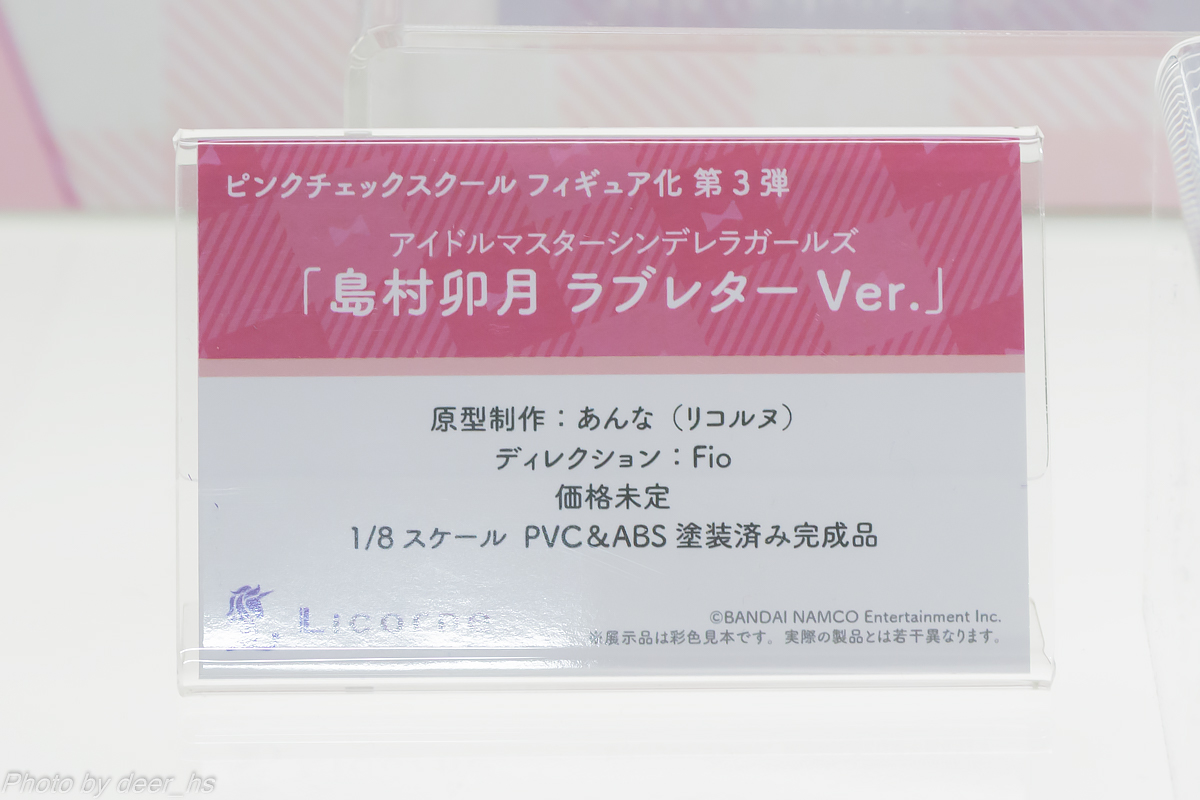 ピンクチェックスクール フィギュア化 第3弾
アイドルマスターシンデレラガールズ
「島村卯月 ラブレター Ver.」
原型制作：あんな（リコルヌ）
ディレクション：Fio
価格未定
1/8 スケール PVC&ABS 塗装済み完成品
Licorne
©BANDAI NAMCO Entertainment Inc.
※展示品は彩色見本です。実際の製品とは若干異なります。
Photo by deer_hs